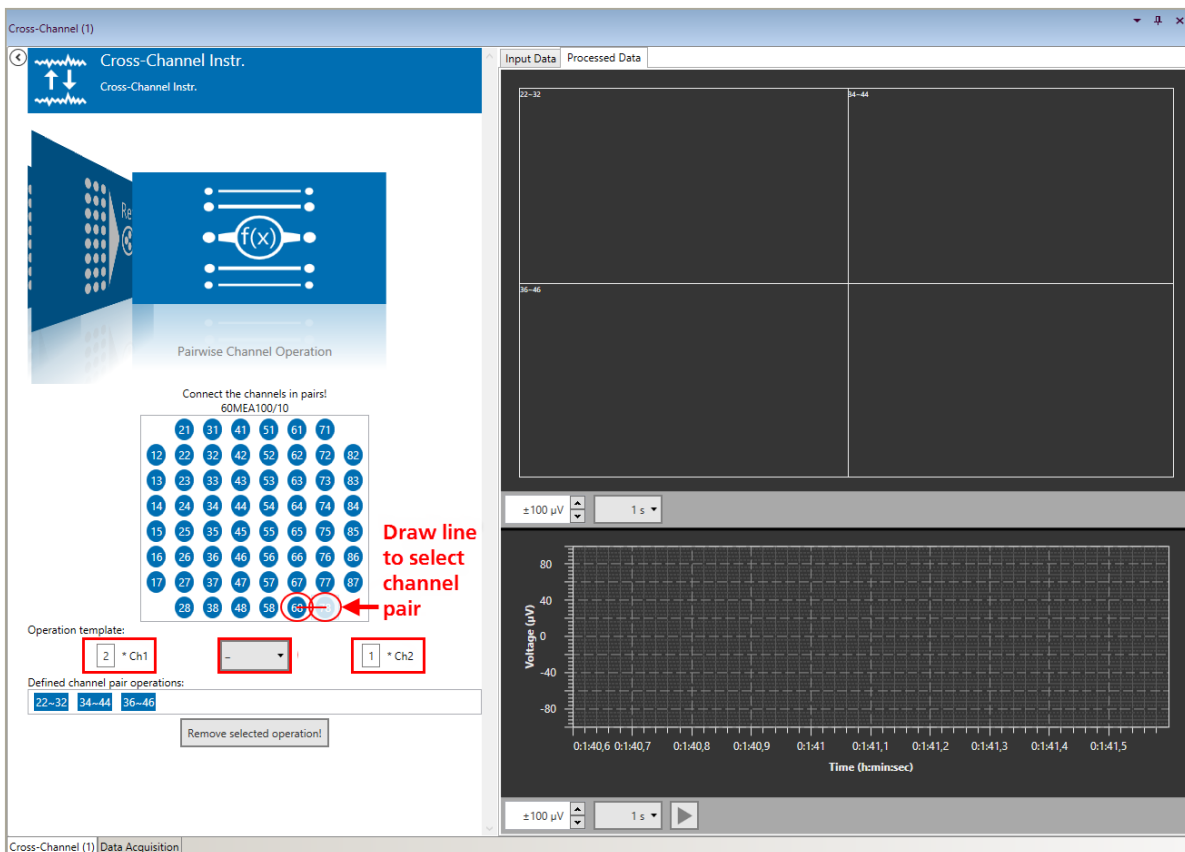 Cross-Channel (1)
Cross-Channel Instr.
Cross-Channel Instr.
Re
f(x)
Pairwise Channel Operation
Connect the channels in pairs!
60MEA100/10
21 31 41 51 61 71
12 22 32 42 52 62 72 82
13 23 33 43 53 63 73 83
14 24 34 44 54 64 74 84
15 25 35 45 55 65 75 85
16 26 36 46 56 66 76 86
17 27 37 47 57 67 77 87
28 38 48 58 68
Draw line
to select
channel
pair
Operation template:
2 * Ch1 - 1 * Ch2
Defined channel pair operations:
22~32 34~44 36~46
Remove selected operation!
Input Data Processed Data
22~32 34~44
36~46
±100 µV 1 s
80
40
0
-40
-80
Voltage (µV)
0:1:40,6 0:1:40,7 0:1:40,8 0:1:40,9 0:1:41 0:1:41,1 0:1:41,2 0:1:41,3 0:1:41,4 0:1:41,5
Time (h:min:sec)
±100 µV 1 s
Cross-Channel (1) Data Acquisition